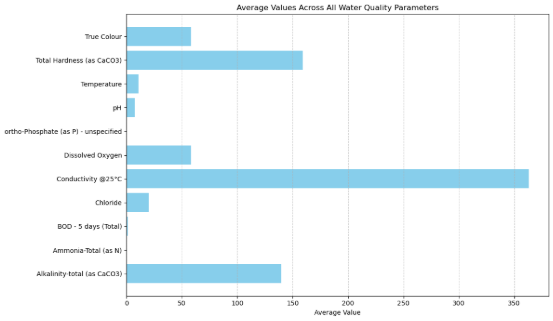 Average Values Across All Water Quality Parameters
True Colour
Total Hardness (as CaCO3)
Temperature
pH
ortho-Phosphate (as P) - unspecified
Dissolved Oxygen
Conductivity @25°C
Chloride
BOD - 5 days (Total)
Ammonia-Total (as N)
Alkalinity-total (as CaCO3)
0 50 100 150 200 250 300 350
Average Value